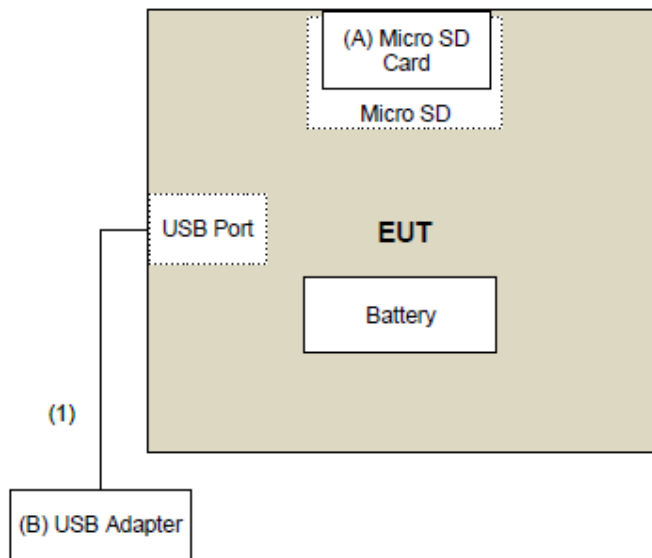 (A) Micro SD
Card
Micro SD
USB Port
EUT
Battery
(1)
(B) USB Adapter